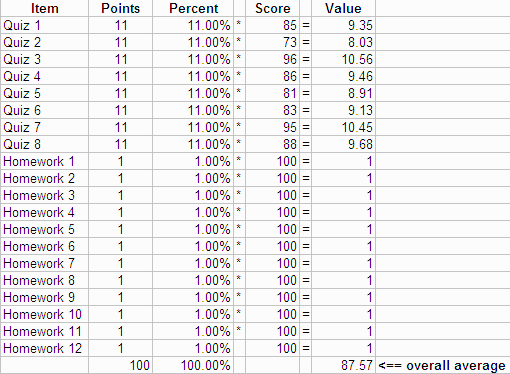 Item Points Percent Score Value
Quiz 1 11 11.00% * 85 = 9.35
Quiz 2 11 11.00% * 73 = 8.03
Quiz 3 11 11.00% * 96 = 10.56
Quiz 4 11 11.00% * 86 = 9.46
Quiz 5 11 11.00% * 81 = 8.91
Quiz 6 11 11.00% * 83 = 9.13
Quiz 7 11 11.00% * 95 = 10.45
Quiz 8 11 11.00% * 88 = 9.68
Homework 1 1 1.00% * 100 = 1
Homework 2 1 1.00% * 100 = 1
Homework 3 1 1.00% * 100 = 1
Homework 4 1 1.00% * 100 = 1
Homework 5 1 1.00% * 100 = 1
Homework 6 1 1.00% * 100 = 1
Homework 7 1 1.00% * 100 = 1
Homework 8 1 1.00% * 100 = 1
Homework 9 1 1.00% * 100 = 1
Homework 10 1 1.00% * 100 = 1
Homework 11 1 1.00% * 100 = 1
Homework 12 1 1.00% 100 = 1
100 100.00% 87.57 <== overall average